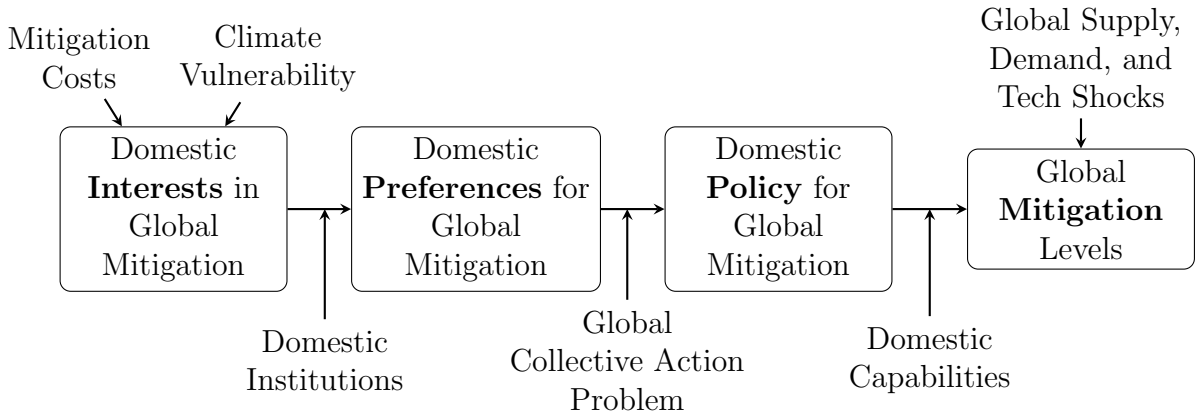 Mitigation
Costs
Climate
Vulnerability
Global Supply,
Demand, and
Tech Shocks
Domestic
Interests in
Global
Mitigation
Domestic
Preferences for
Global
Mitigation
Domestic
Policy for
Global
Mitigation
Global
Mitigation
Levels
Domestic
Institutions
Global
Collective Action
Problem
Domestic
Capabilities